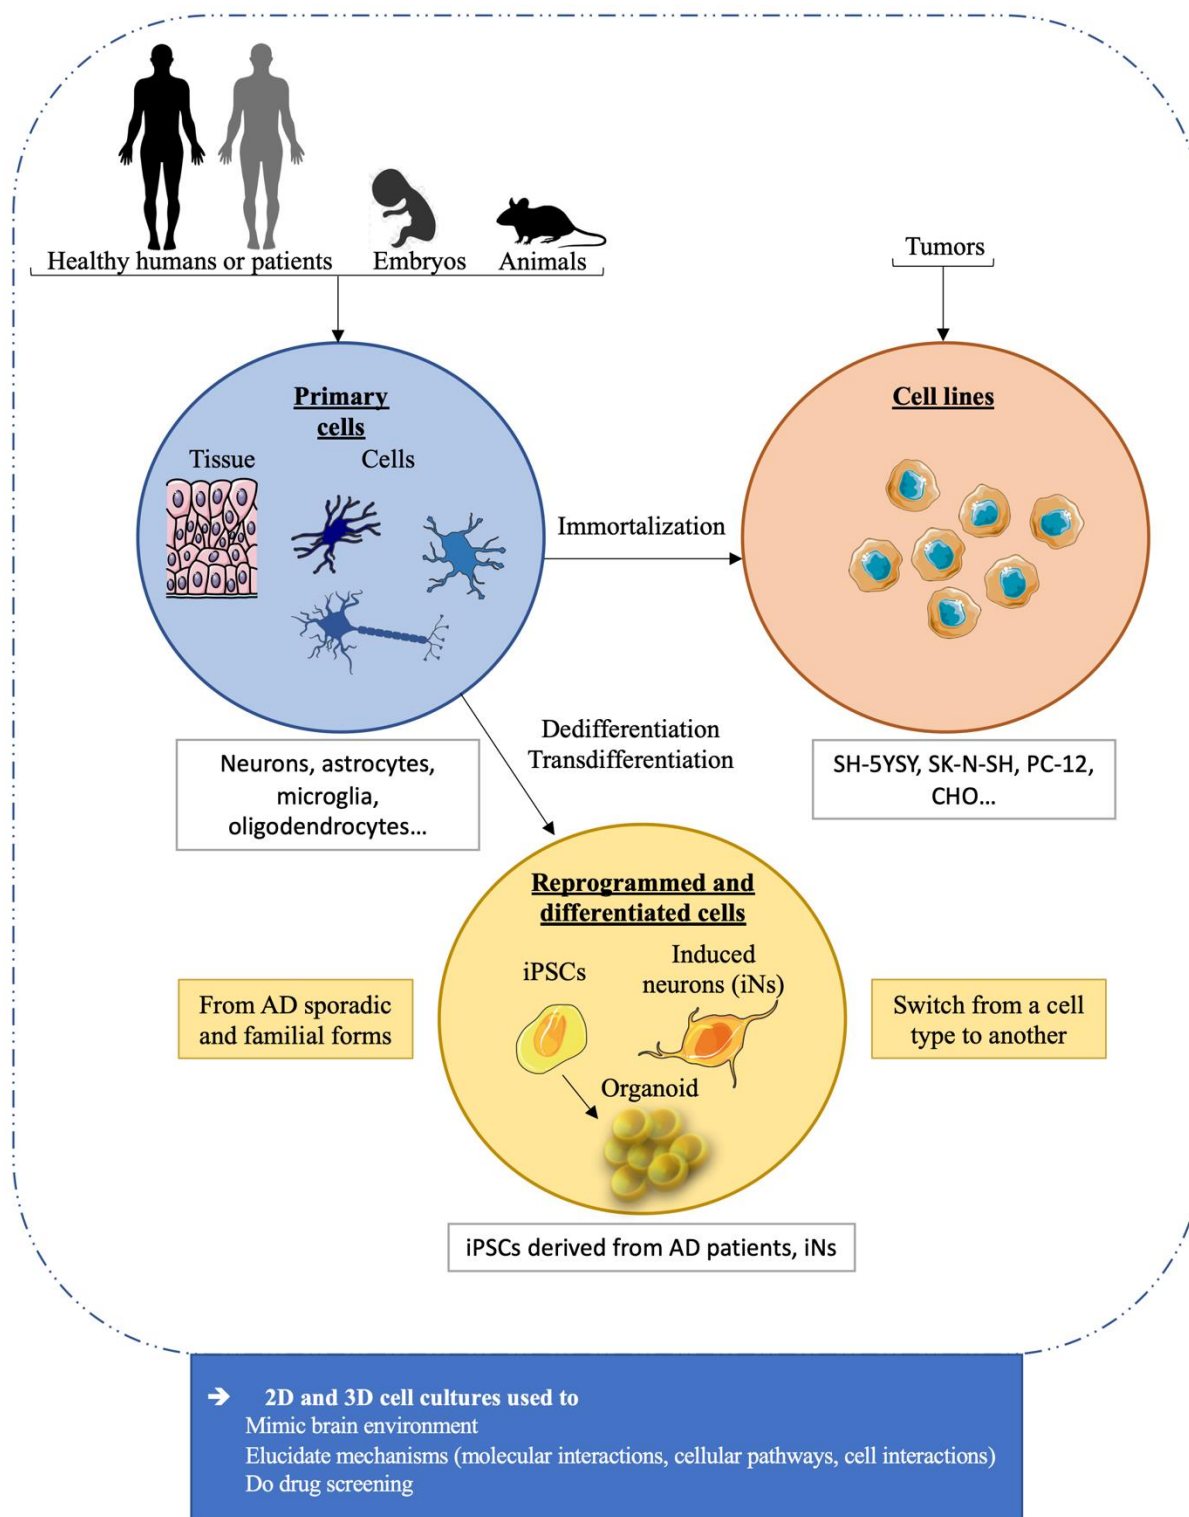 Healthy humans or patients
Embryos
Animals
Tumors
Primary
cells
Tissue
Cells
Immortalization
Cell lines
Neurons, astrocytes,
microglia,
oligodendrocytes...
Dedifferentiation
Transdifferentiation
SH-5YSY, SK-N-SH, PC-12,
CHO...
Reprogrammed and
differentiated cells
iPSCs
Induced
neurons (iNs)
Organoid
From AD sporadic
and familial forms
Switch from a cell
type to another
iPSCs derived from AD patients, iNs
➔ 2D and 3D cell cultures used to
Mimic brain environment
Elucidate mechanisms (molecular interactions, cellular pathways, cell interactions)
Do drug screening